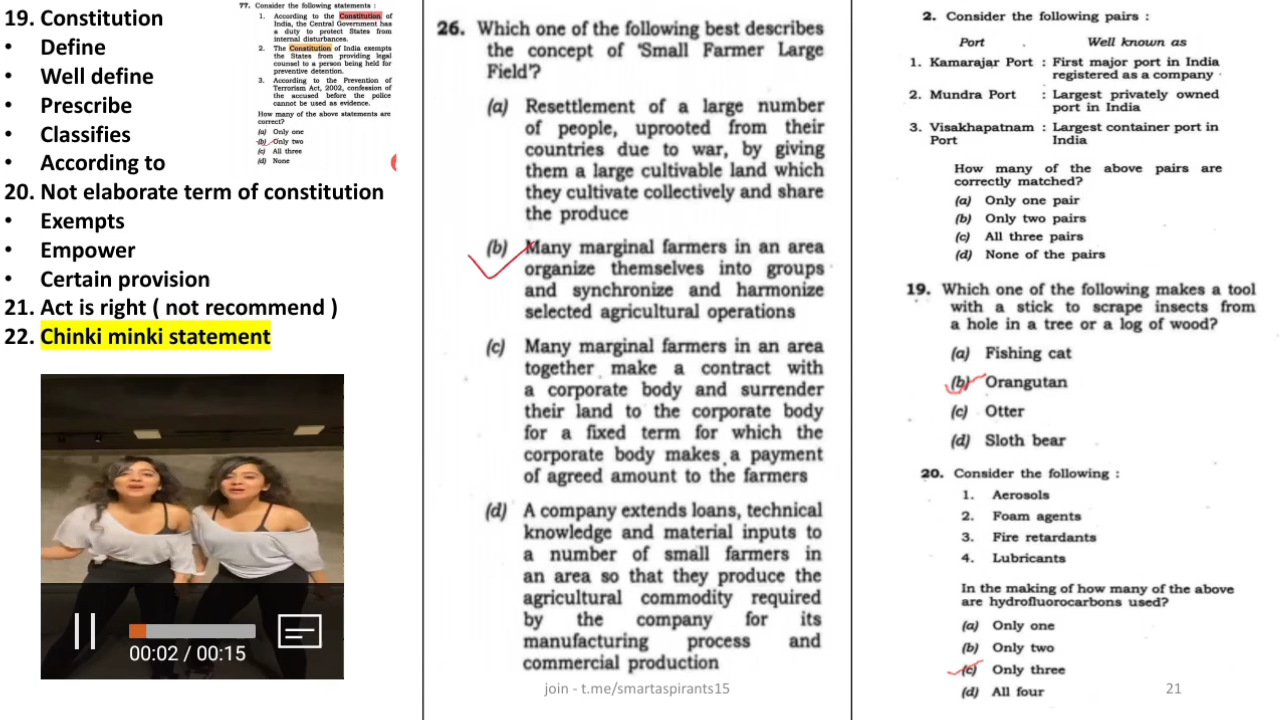 19. Constitution
• Define
• Well define
• Prescribe
• Classifies
• According to
20. Not elaborate term of constitution
• Exempts
• Empower
• Certain provision
21. Act is right ( not recommend )
22. Chinki minki statement
00:02 / 00:15
77. Consider the following statements :
1. According to the Constitution of
India, the Central Government has
a duty to protect States from
internal disturbances.
2. The Constitution of India exempts
the States from providing legal
counsel to a person being held for
preventive detention.
3. According to the Prevention of
Terrorism Act, 2002, confession of
the accused before the police
cannot be used as evidence.
How many of the above statements are
correct?
(a) Only one
(b) Only two
(c) All three
(d) None
26. Which one of the following best describes
the concept of 'Small Farmer Large
Field'?
(a) Resettlement of a large number
of people, uprooted from their
countries due to war, by giving
them a large cultivable land which
they cultivate collectively and share
the produce
(b) Many marginal farmers in an area
organize themselves into groups
and synchronize and harmonize
selected agricultural operations
(c) Many marginal farmers in an area
together make a contract with
a corporate body and surrender
their land to the corporate body
for a fixed term for which the
corporate body makes a payment
of agreed amount to the farmers
(d) A company extends loans, technical
knowledge and material inputs to
a number of small farmers in
an area so that they produce the
agricultural commodity required
by the company for its
manufacturing process and
commercial production
join - t.me/smartaspirants15
2. Consider the following pairs :
Port Well known as
1. Kamarajar Port : First major port in India
registered as a company
2. Mundra Port : Largest privately owned
port in India
3. Visakhapatnam : Largest container port in
Port India
How many of the above pairs are
correctly matched?
(a) Only one pair
(b) Only two pairs
(c) All three pairs
(d) None of the pairs
19. Which one of the following makes a tool
with a stick to scrape insects from
a hole in a tree or a log of wood?
(a) Fishing cat
(b) Orangutan
(c) Otter
(d) Sloth bear
20. Consider the following :
1. Aerosols
2. Foam agents
3. Fire retardants
4. Lubricants
In the making of how many of the above
are hydrofluorocarbons used?
(a) Only one
(b) Only two
(c) Only three
(d) All four
21